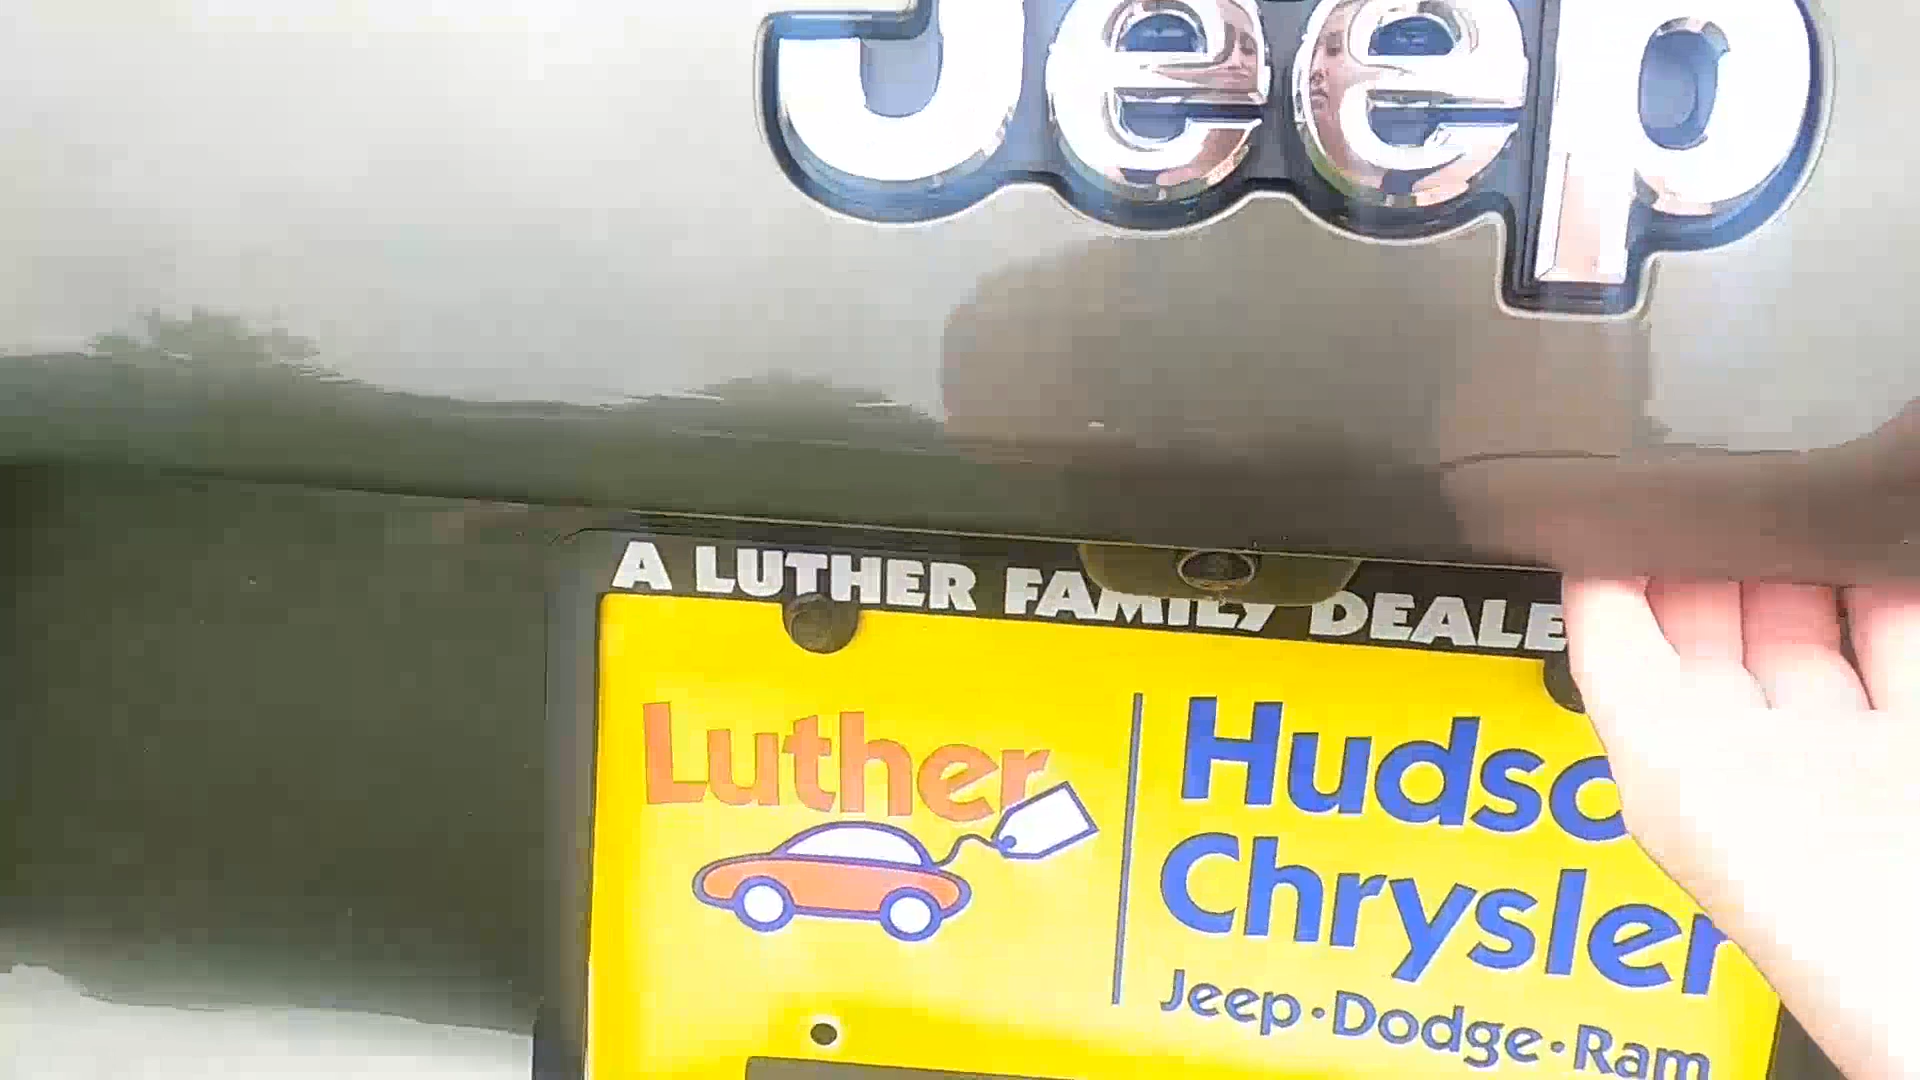 Jeep
A LUTHER FAMILY DEALE
Luther
Hudso
Chrysler
Jeep·Dodge·Ram